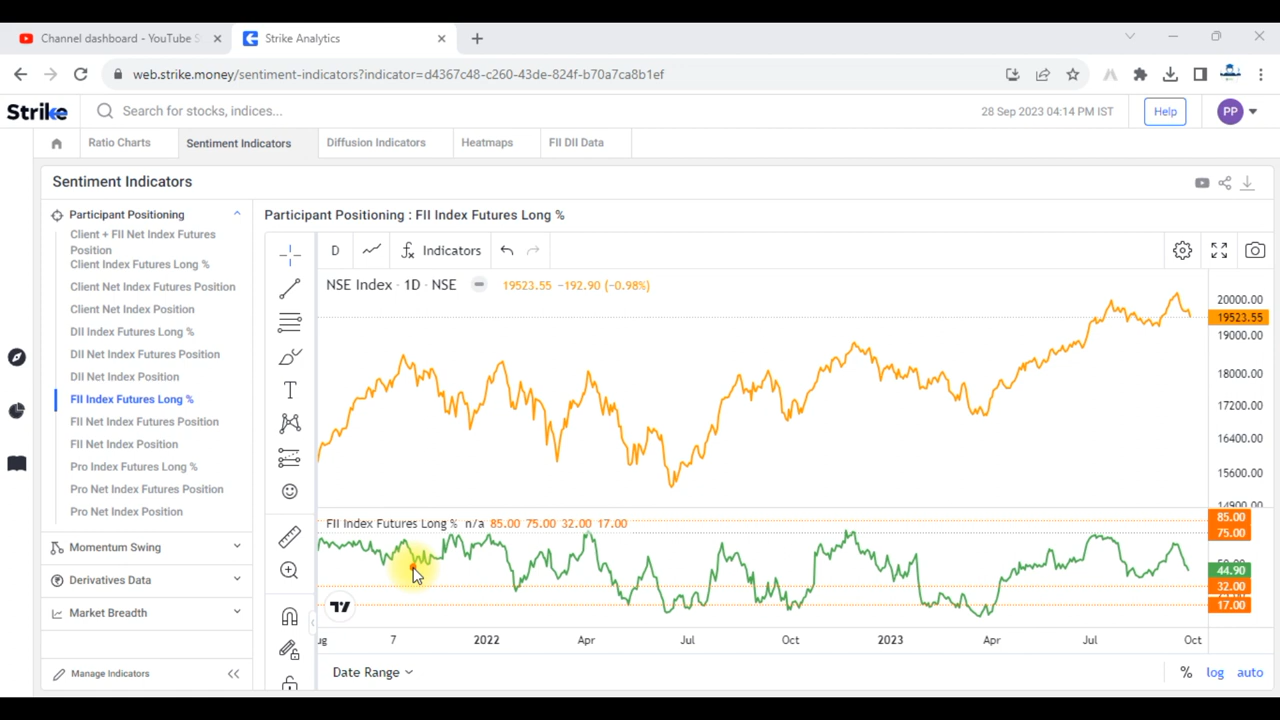 Channel dashboard - YouTube S
Strike Analytics
web.strike.money/sentiment-indicators?indicator=d4367c48-c260-43de-824f-b70a7ca8b1ef
Strike
Search for stocks, indices...
28 Sep 2023 04:14 PM IST
Help
PP
Ratio Charts
Sentiment Indicators
Diffusion Indicators
Heatmaps
FII DII Data
Sentiment Indicators
Participant Positioning
Client + FII Net Index Futures
Position
Client Index Futures Long %
Client Net Index Futures Position
Client Net Index Position
DII Index Futures Long %
DII Net Index Futures Position
DII Net Index Position
FII Index Futures Long %
FII Net Index Futures Position
FII Net Index Position
Pro Index Futures Long %
Pro Net Index Futures Position
Pro Net Index Position
Momentum Swing
Derivatives Data
Market Breadth
Manage Indicators
Participant Positioning : FII Index Futures Long %
D
Indicators
NSE Index · 1D · NSE
19523.55 -192.90 (-0.98%)
20000.00
19523.55
19000.00
18000.00
17200.00
16400.00
15600.00
14900.00
FII Index Futures Long % n/a 85.00 75.00 32.00 17.00
85.00
75.00
44.90
32.00
17.00
ug 7 2022 Apr Jul Oct 2023 Apr Jul Oct
Date Range
% log auto